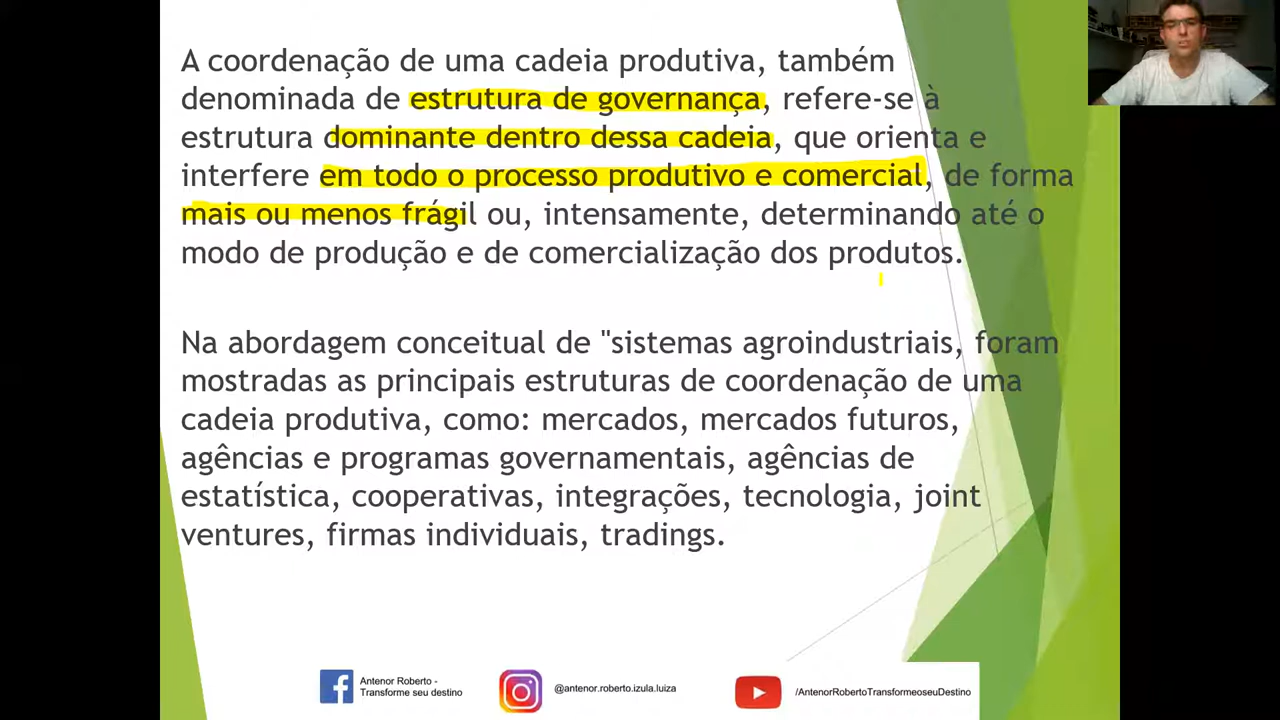 A coordenação de uma cadeia produtiva, também
denominada de estrutura de governança, refere-se à
estrutura dominante dentro dessa cadeia, que orienta e
interfere em todo o processo produtivo e comercial, de forma
mais ou menos frágil ou, intensamente, determinando até o
modo de produção e de comercialização dos produtos.
Na abordagem conceitual de "sistemas agroindustriais, foram
mostradas as principais estruturas de coordenação de uma
cadeia produtiva, como: mercados, mercados futuros,
agências e programas governamentais, agências de
estatística, cooperativas, integrações, tecnologia, joint
ventures, firmas individuais, tradings.
Antenor Roberto -
Transforme seu destino
@antenor.roberto.izula.luiza
/AntenorRobertoTransformeoseuDestino